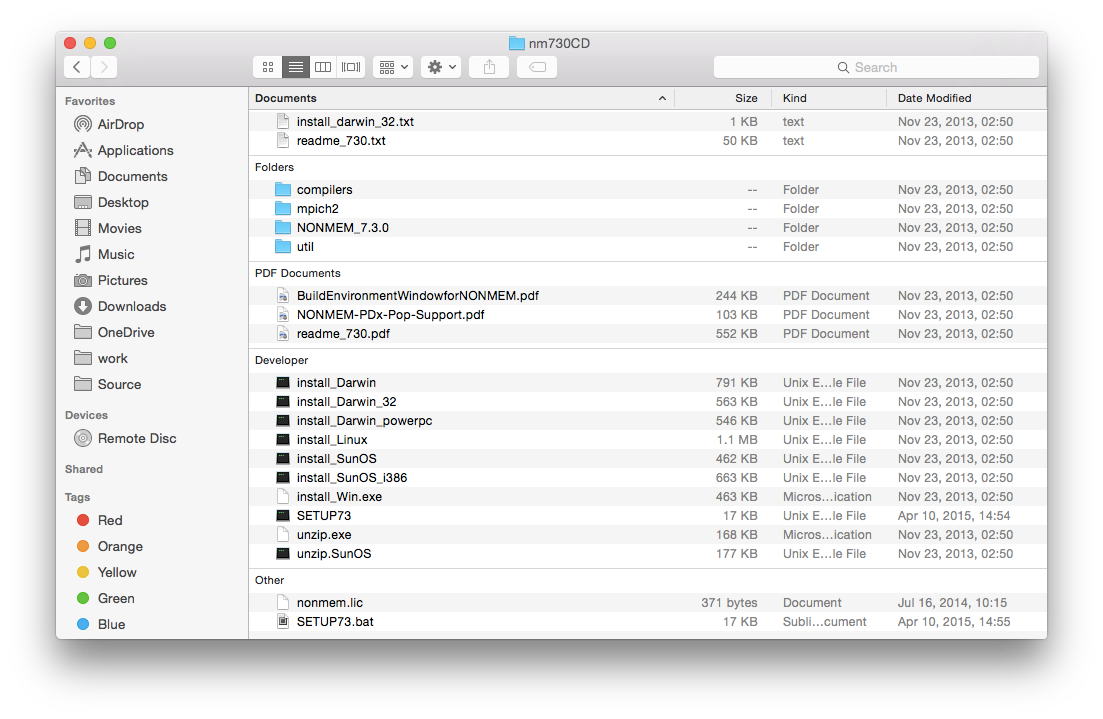 nm730CD
Search
Favorites
AirDrop
Applications
Documents
Desktop
Movies
Music
Pictures
Downloads
OneDrive
work
Source
Devices
Remote Disc
Shared
Tags
Red
Orange
Yellow
Green
Blue
Documents Size Kind Date Modified
install_darwin_32.txt 1 KB text Nov 23, 2013, 02:50
readme_730.txt 50 KB text Nov 23, 2013, 02:50
Folders
compilers -- Folder Nov 23, 2013, 02:50
mpich2 -- Folder Nov 23, 2013, 02:50
NONMEM_7.3.0 -- Folder Nov 23, 2013, 02:50
util -- Folder Nov 23, 2013, 02:50
PDF Documents
BuildEnvironmentWindowforNONMEM.pdf 244 KB PDF Document Nov 23, 2013, 02:50
NONMEM-PDx-Pop-Support.pdf 103 KB PDF Document Nov 23, 2013, 02:50
readme_730.pdf 552 KB PDF Document Nov 23, 2013, 02:50
Developer
install_Darwin 791 KB Unix E...le File Nov 23, 2013, 02:50
install_Darwin_32 563 KB Unix E...le File Nov 23, 2013, 02:50
install_Darwin_powerpc 546 KB Unix E...le File Nov 23, 2013, 02:50
install_Linux 1.1 MB Unix E...le File Nov 23, 2013, 02:50
install_SunOS 462 KB Unix E...le File Nov 23, 2013, 02:50
install_SunOS_i386 663 KB Unix E...le File Nov 23, 2013, 02:50
install_Win.exe 463 KB Micros...ication Nov 23, 2013, 02:50
SETUP73 17 KB Unix E...le File Apr 10, 2015, 14:54
unzip.exe 168 KB Micros...ication Nov 23, 2013, 02:50
unzip.SunOS 177 KB Unix E...le File Nov 23, 2013, 02:50
Other
nonmem.lic 371 bytes Document Jul 16, 2014, 10:15
SETUP73.bat 17 KB Subli...cument Apr 10, 2015, 14:55